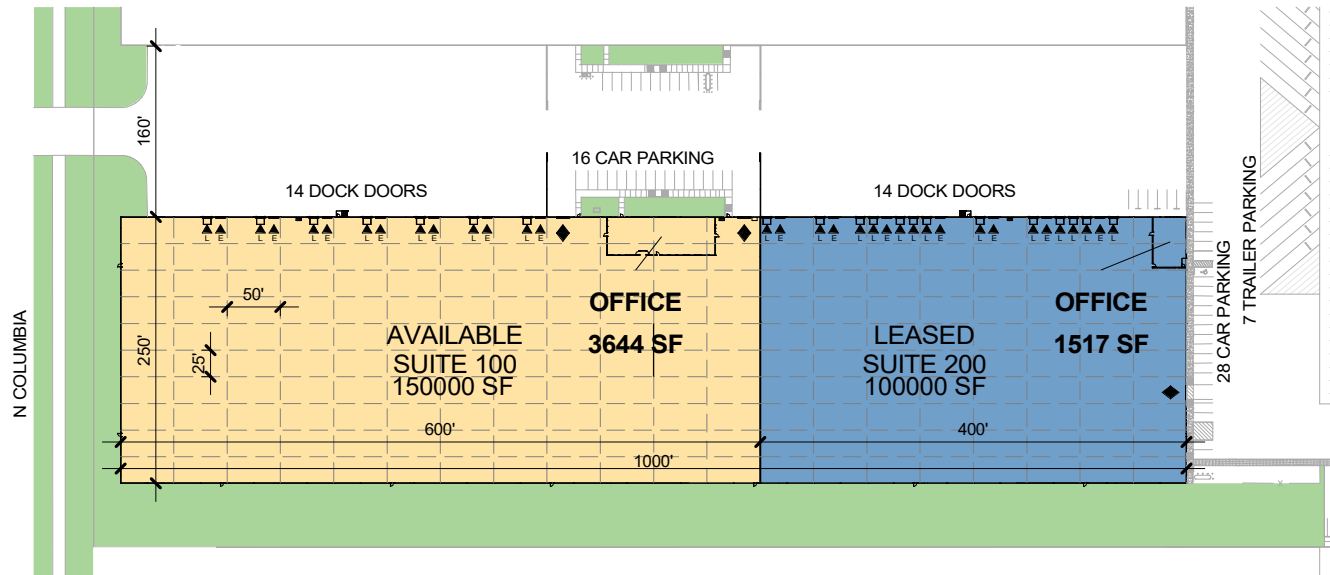 160'
16 CAR PARKING
14 DOCK DOORS
14 DOCK DOORS
L E L E L E L E L E L E L E
L E L E
L E
OFFICE
3644 SF
OFFICE
1517 SF
50'
25'
250'
AVAILABLE
SUITE 100
150000 SF
LEASED
SUITE 200
100000 SF
600'
400'
1000'
N COLUMBIA
28 CAR PARKING
7 TRAILER PARKING